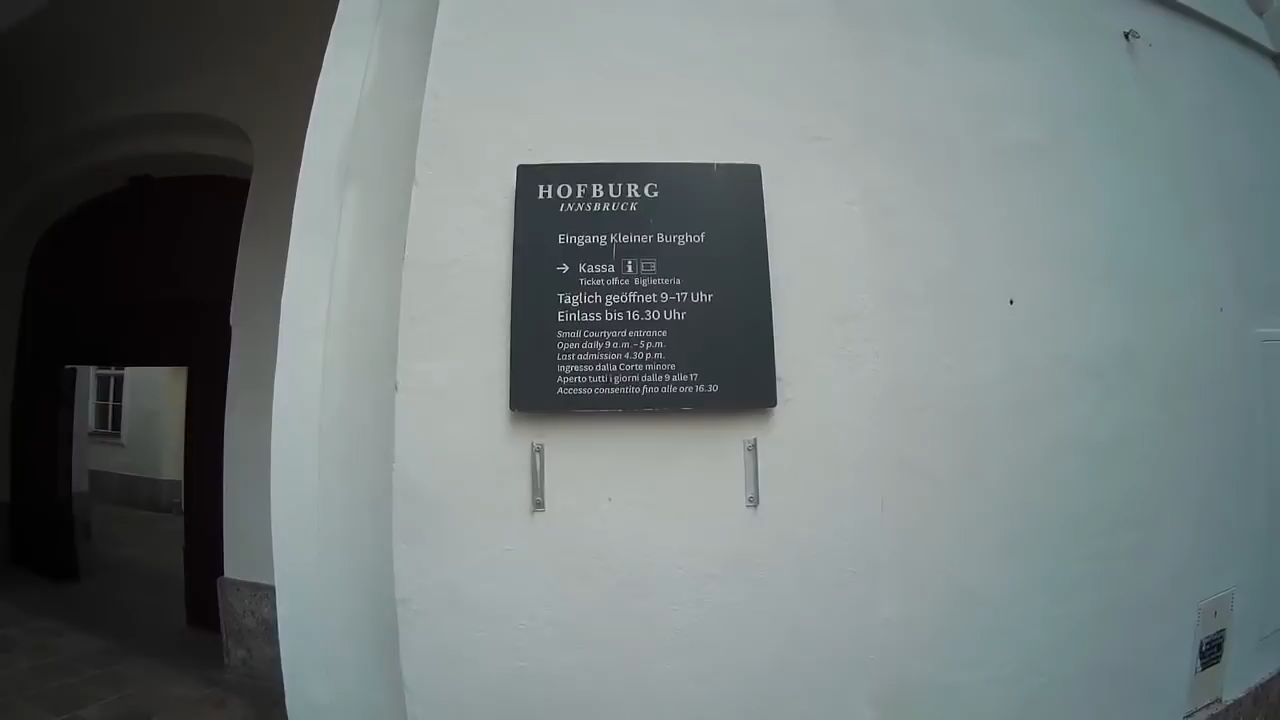 HOFBURG
INNSBRUCK
Eingang Kleiner Burghof
→ Kassa i
Ticket office Biglietteria
Täglich geöffnet 9–17 Uhr
Einlass bis 16.30 Uhr
Small Courtyard entrance
Open daily 9 a.m. – 5 p.m.
Last admission 4.30 p.m.
Ingresso dalla Corte minore
Aperto tutti i giorni dalle 9 alle 17
Accesso consentito fino alle ore 16.30